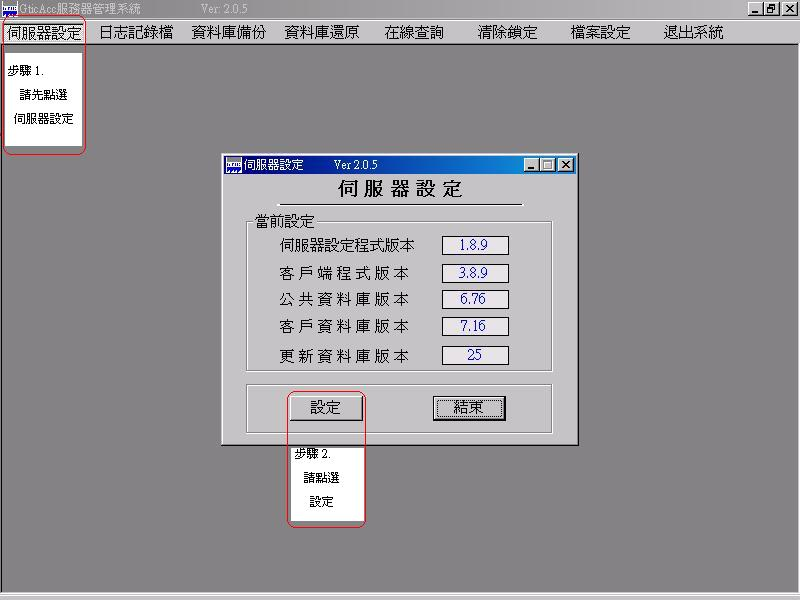 GticAcc服務器管理系統 Ver: 2.0.5
伺服器設定 日志記錄檔 資料庫備份 資料庫還原 在線查詢 清除鎖定 檔案設定 退出系統
步驟 1.
請先點選
伺服器設定
伺服器設定 Ver 2.0.5
伺服器設定
當前設定
伺服器設定程式版本 1.8.9
客戶端程式版本 3.8.9
公共資料庫版本 6.76
客戶資料庫版本 7.16
更新資料庫版本 25
設定 結束
步驟 2.
請點選
設定